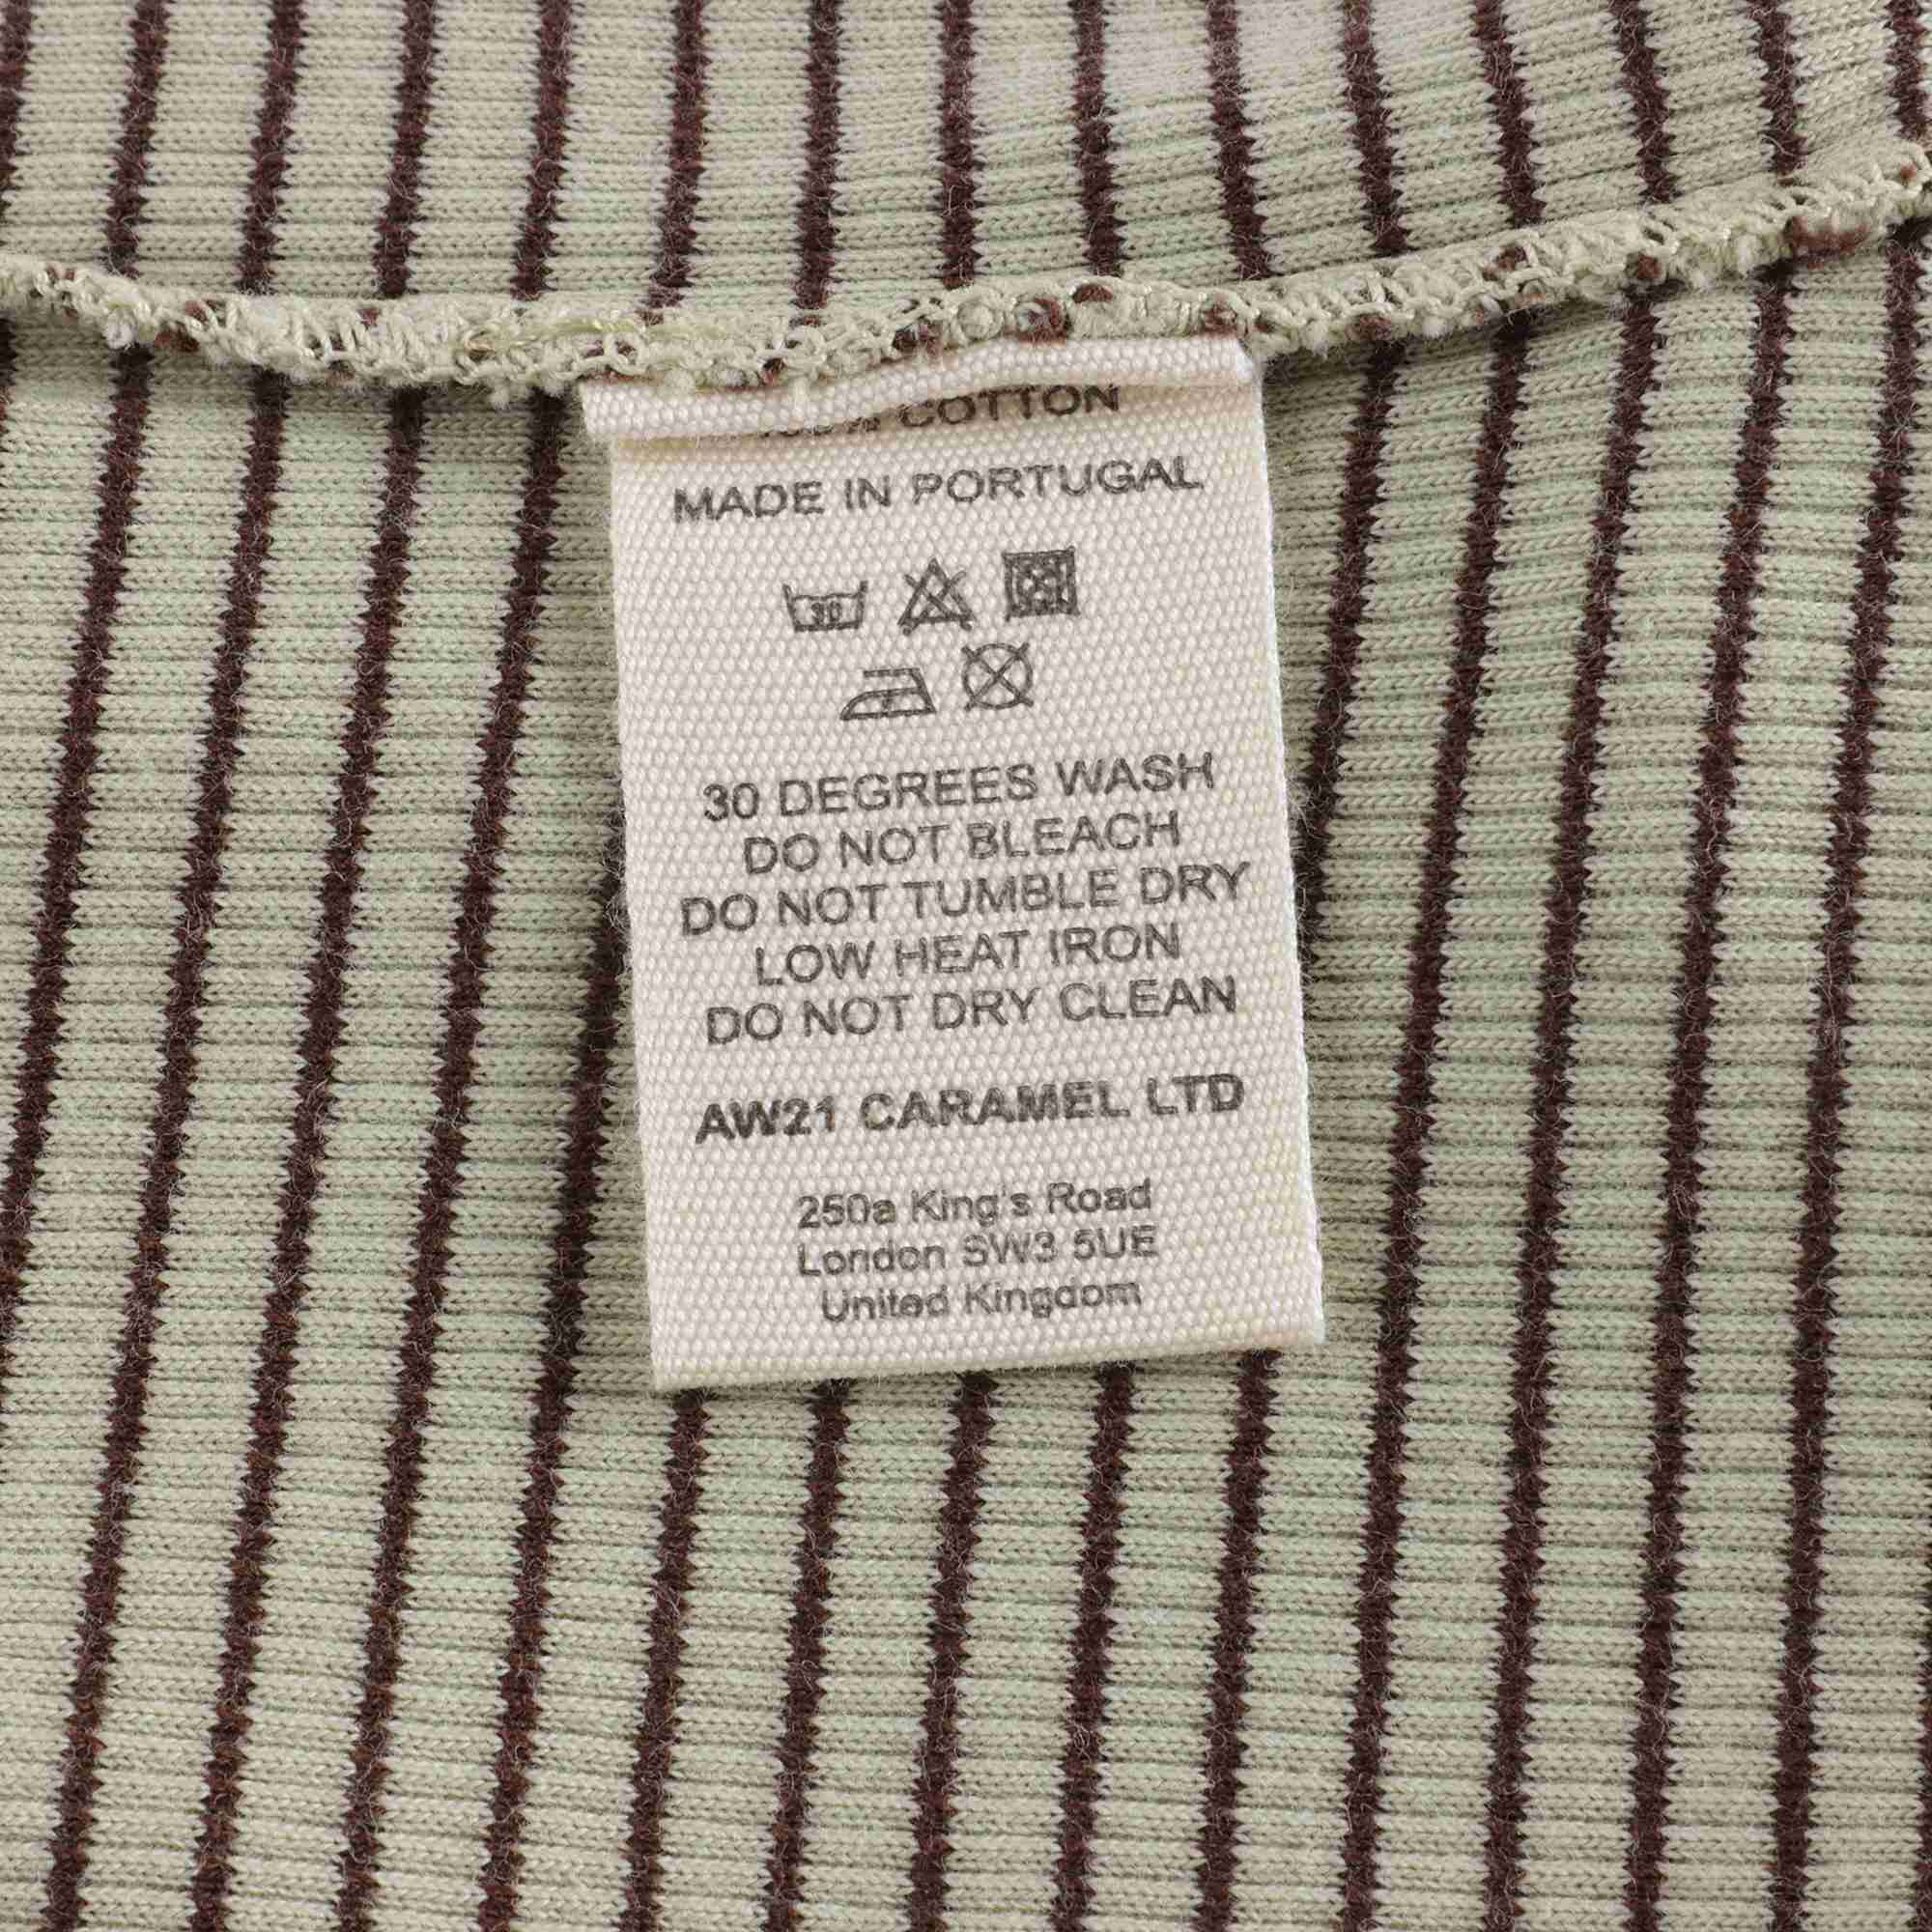 100% COTTON
MADE IN PORTUGAL
30
30 DEGREES WASH
DO NOT BLEACH
DO NOT TUMBLE DRY
LOW HEAT IRON
DO NOT DRY CLEAN
AW21 CARAMEL LTD
250a King's Road
London SW3 5UE
United Kingdom